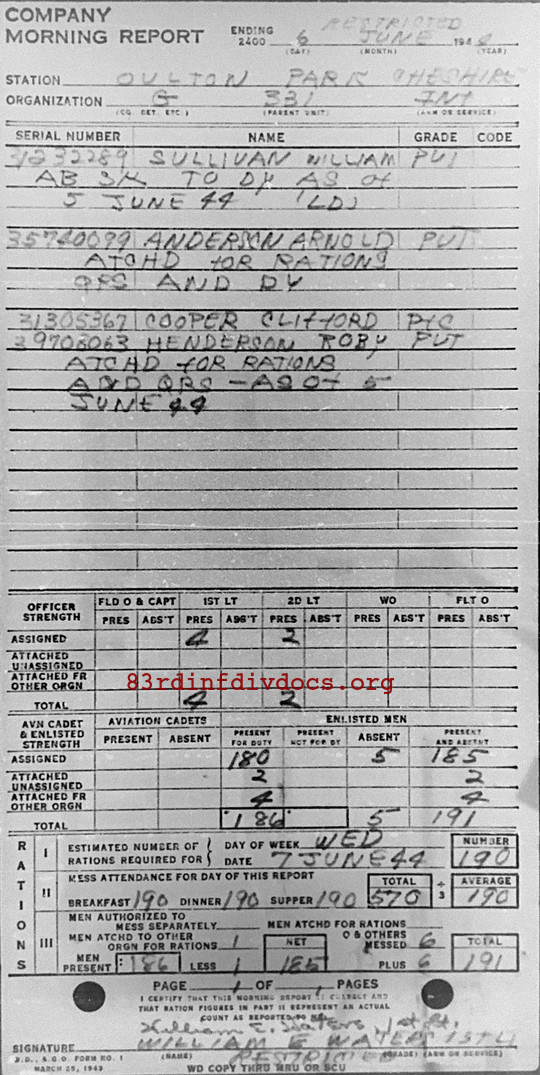 COMPANY
MORNING REPORT
RESTRICTED
ENDING 2400 6 JUNE 1944
(DAY) (MONTH) (YEAR)
STATION OULTON PARK CHESHIRE
ORGANIZATION G 331 INF
(CO. DET. ETC.) (PARENT UNIT) (ARM OR SERVICE)
SERIAL NUMBER NAME GRADE CODE
31232289 SULLIVAN WILLIAM PVT
AB SK TO DY AS OF
5 JUNE 44 (LD)
35740099 ANDERSON ARNOLD PVT
ATCHD FOR RATIONS
QRS AND DY
31305367 COOPER CLIFFORD PFC
39708063 HENDERSON ROBY PVT
ATCHD FOR RATIONS
AND QRS - AS OF 5
JUNE 44
OFFICER STRENGTH FLD O & CAPT 1ST LT 2D LT WO FLT O
PRES ABS'T PRES ABS'T PRES ABS'T PRES ABS'T PRES ABS'T
ASSIGNED 4 2
ATTACHED UNASSIGNED
ATTACHED FR OTHER ORGN
83rdinfdivdocs.org
TOTAL 4 2
AVN CADET & ENLISTED STRENGTH AVIATION CADETS ENLISTED MEN
PRESENT ABSENT PRESENT FOR DUTY PRESENT NOT FOR DY ABSENT PRESENT AND ABSENT
ASSIGNED 180 5 185
ATTACHED UNASSIGNED 2 2
ATTACHED FR OTHER ORGN 4 4
TOTAL 186 5 191
RATIONS
I ESTIMATED NUMBER OF RATIONS REQUIRED FOR DAY OF WEEK WED NUMBER
DATE 7 JUNE 44 190
II MESS ATTENDANCE FOR DAY OF THIS REPORT TOTAL ÷ 3 AVERAGE
BREAKFAST 190 DINNER 190 SUPPER 190 570 190
III MEN AUTHORIZED TO MESS SEPARATELY MEN ATCHD FOR RATIONS
MEN ATCHD TO OTHER ORGN FOR RATIONS 1 NET O & OTHERS MESSED 6 TOTAL
MEN PRESENT 186 LESS 1 185 PLUS 6 191
PAGE 1 OF 1 PAGES
I CERTIFY THAT THIS MORNING REPORT IS CORRECT AND
THAT RATION FIGURES IN PART II REPRESENT AN ACTUAL
COUNT AS REPORTED TO ME
William E. Waters, 1st Lt.
SIGNATURE WILLIAM E WATERS 1ST LT
(NAME) RESTRICTED (GRADE) (ARM OR SERVICE)
W.D., A.G.O. FORM NO. 1
MARCH 25, 1943 WD COPY THRU MRU OR SCU